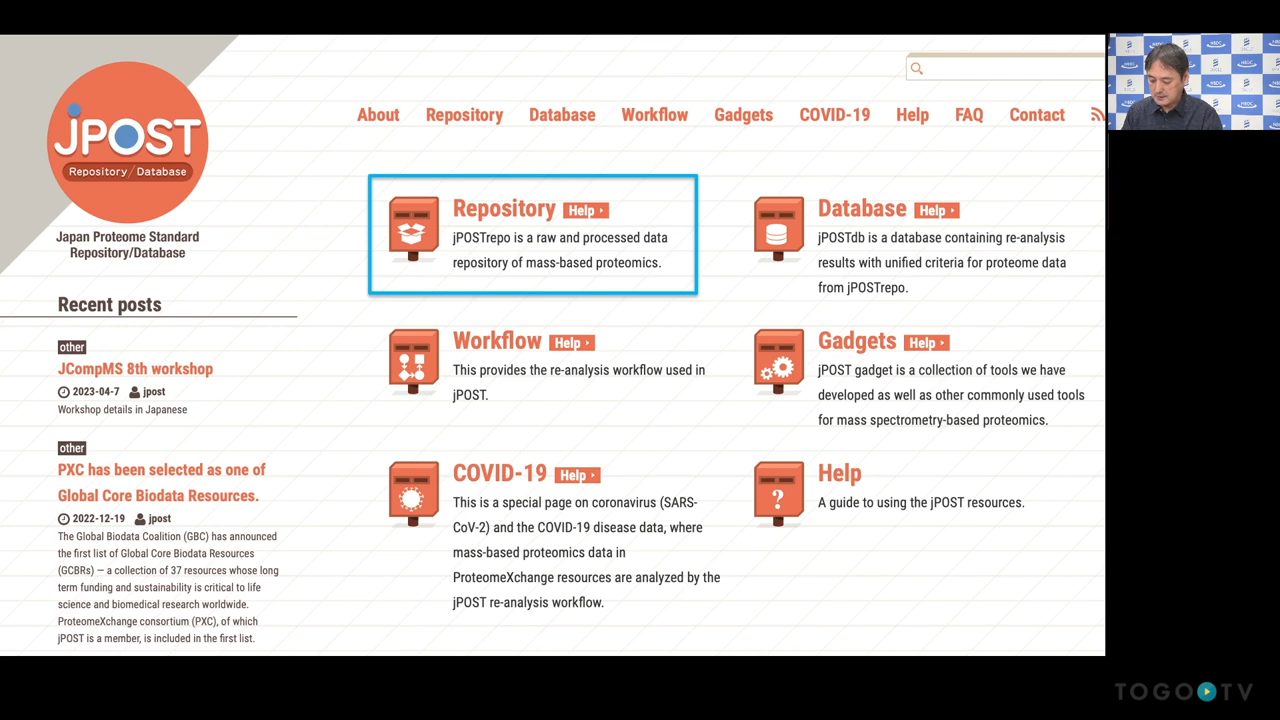 jPOST
Repository/Database
Japan Proteome Standard
Repository/Database
Recent posts
other
JCompMS 8th workshop
2023-04-7 jpost
Workshop details in Japanese
other
PXC has been selected as one of
Global Core Biodata Resources.
2022-12-19 jpost
The Global Biodata Coalition (GBC) has announced
the first list of Global Core Biodata Resources
(GCBRs) — a collection of 37 resources whose long
term funding and sustainability is critical to life
science and biomedical research worldwide.
ProteomeXchange consortium (PXC), of which
jPOST is a member, is included in the first list.
About Repository Database Workflow Gadgets COVID-19 Help FAQ Contact
Repository Help
jPOSTrepo is a raw and processed data
repository of mass-based proteomics.
Database Help
jPOSTdb is a database containing re-analysis
results with unified criteria for proteome data
from jPOSTrepo.
Workflow Help
This provides the re-analysis workflow used in
jPOST.
Gadgets Help
jPOST gadget is a collection of tools we have
developed as well as other commonly used tools
for mass spectrometry-based proteomics.
COVID-19 Help
This is a special page on coronavirus (SARS-
CoV-2) and the COVID-19 disease data, where
mass-based proteomics data in
ProteomeXchange resources are analyzed by the
jPOST re-analysis workflow.
Help
A guide to using the jPOST resources.
NBDC
TOGO TV